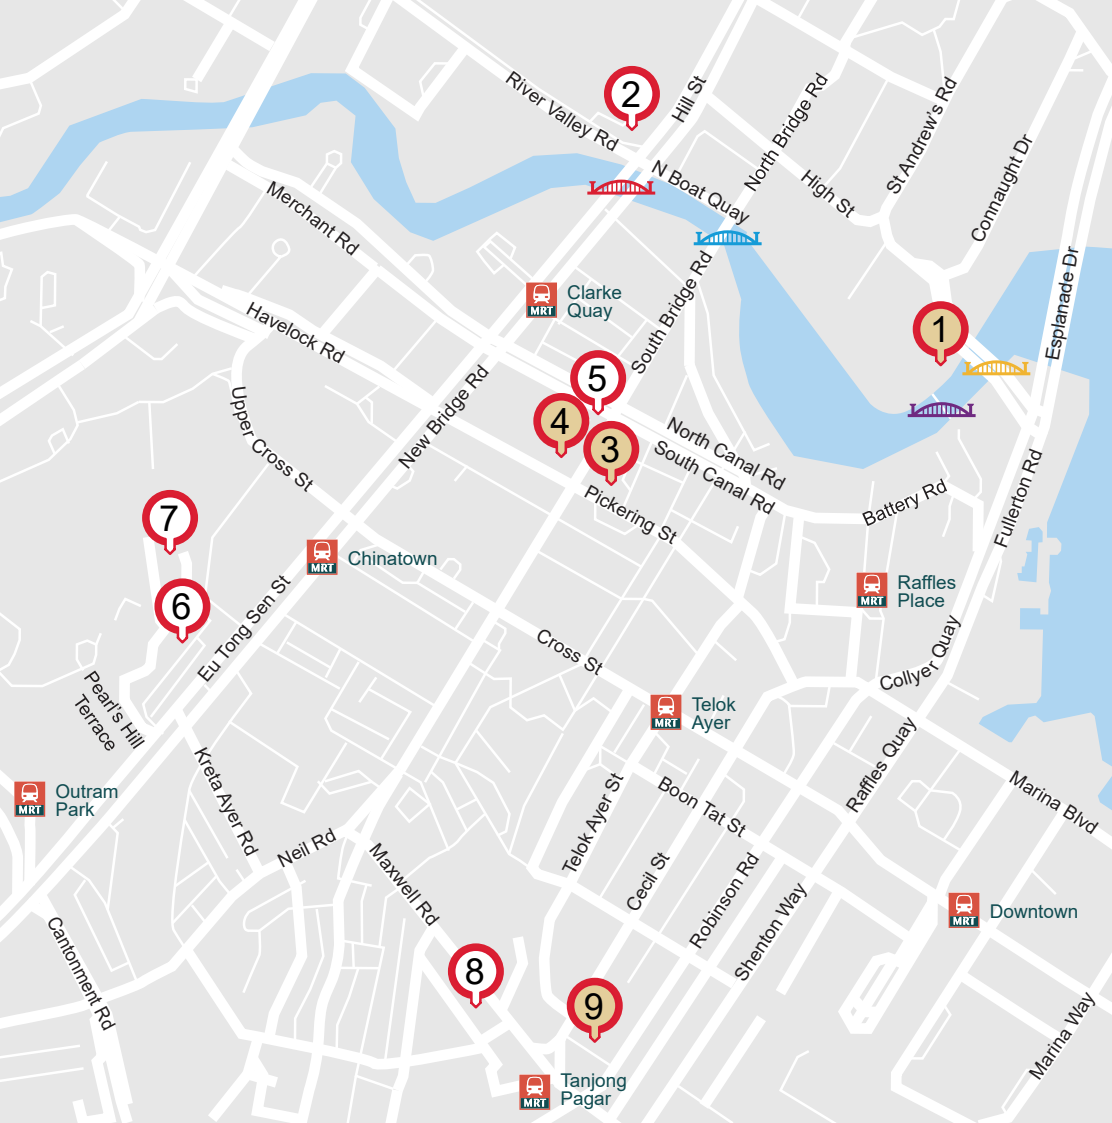 2
Hill St
River Valley Rd
North Bridge Rd
St Andrew's Rd
Connaught Dr
N Boat Quay
High St
Merchant Rd
Esplanade Dr
South Bridge Rd
MRT
Clarke
Quay
1
Havelock Rd
5
4
3
New Bridge Rd
Upper Cross St
North Canal Rd
South Canal Rd
Pickering St
Battery Rd
Fullerton Rd
7
MRT
Chinatown
6
Eu Tong Sen St
MRT
Raffles
Place
Cross St
Collyer Quay
Pearl's Hill
Terrace
MRT
Telok
Ayer
Raffles Quay
Kreta Ayer Rd
MRT
Outram
Park
Marina Blvd
Boon Tat St
Telok Ayer St
Neil Rd
Maxwell Rd
Cecil St
Robinson Rd
Shenton Way
MRT
Downtown
Cantonment Rd
8
9
Marina Way
MRT
Tanjong
Pagar